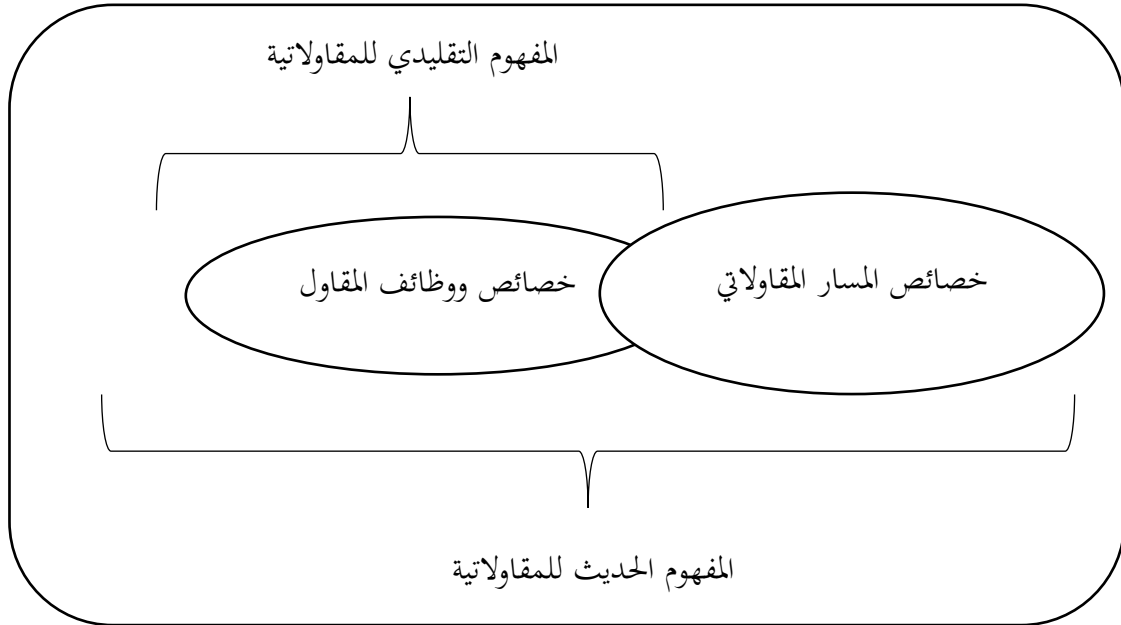 المفهوم التقليدي للمقاولاتية
خصائص المسار المقاولاتي
خصائص ووظائف المقاول
المفهوم الحديث للمقاولاتية